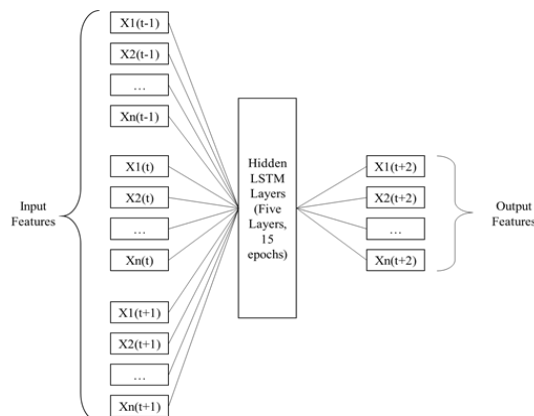 X1(t-1)
X2(t-1)
…
Xn(t-1)
X1(t)
X2(t)
…
Xn(t)
X1(t+1)
X2(t+1)
…
Xn(t+1)
Input
Features
Hidden
LSTM
Layers
(Five
Layers,
15
epochs)
X1(t+2)
X2(t+2)
…
Xn(t+2)
Output
Features